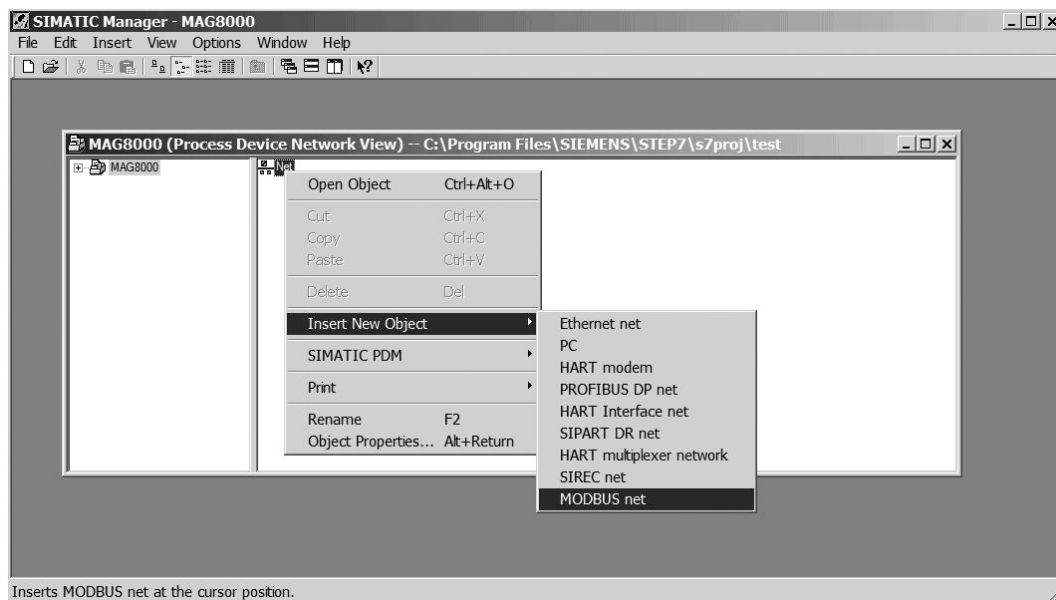 SIMATIC Manager - MAG8000
File Edit Insert View Options Window Help
MAG8000 (Process Device Network View) -- C:\Program Files\SIEMENS\STEP7\s7proj\test
MAG8000
Net
Open Object Ctrl+Alt+O
Cut Ctrl+X
Copy Ctrl+C
Paste Ctrl+V
Delete Del
Insert New Object
SIMATIC PDM
Print
Rename F2
Object Properties... Alt+Return
Ethernet net
PC
HART modem
PROFIBUS DP net
HART Interface net
SIPART DR net
HART multiplexer network
SIREC net
MODBUS net
Inserts MODBUS net at the cursor position.